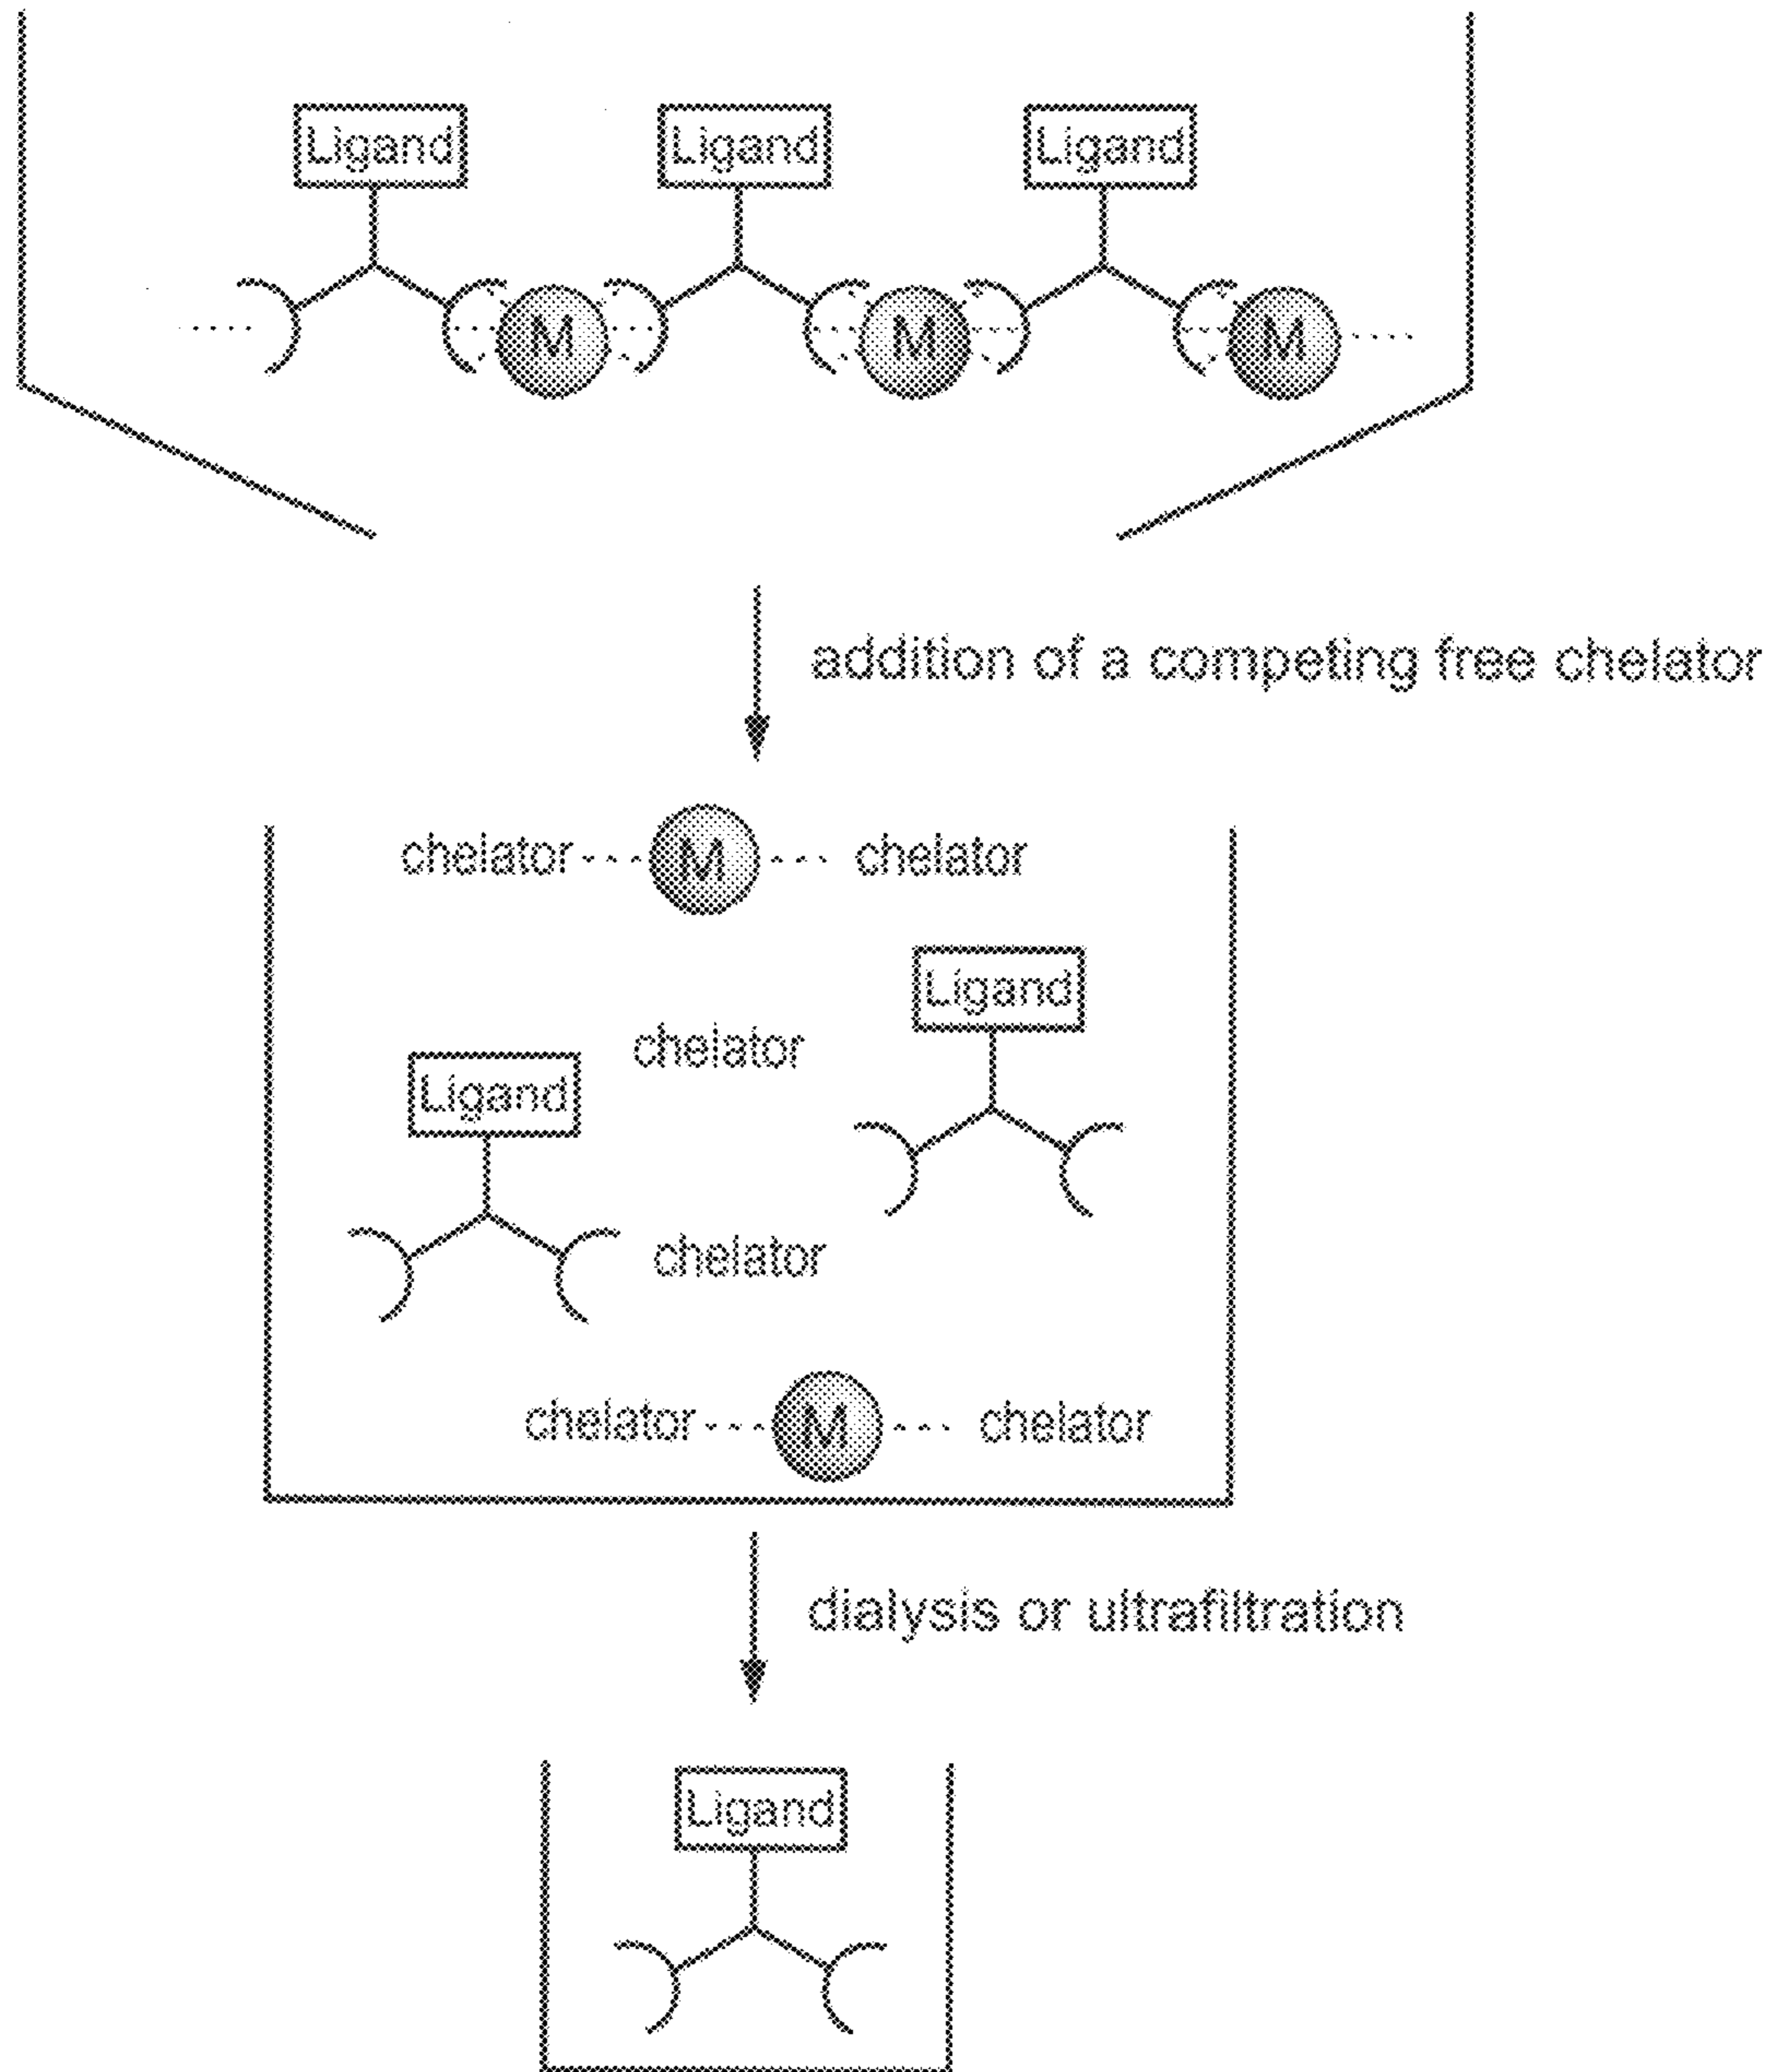 Ligand Ligand Ligand
M M M
addition of a competing free chelator
chelator M chelator
Ligand
chelator
Ligand
chelator
chelator M chelator
dialysis or ultrafiltration
Ligand